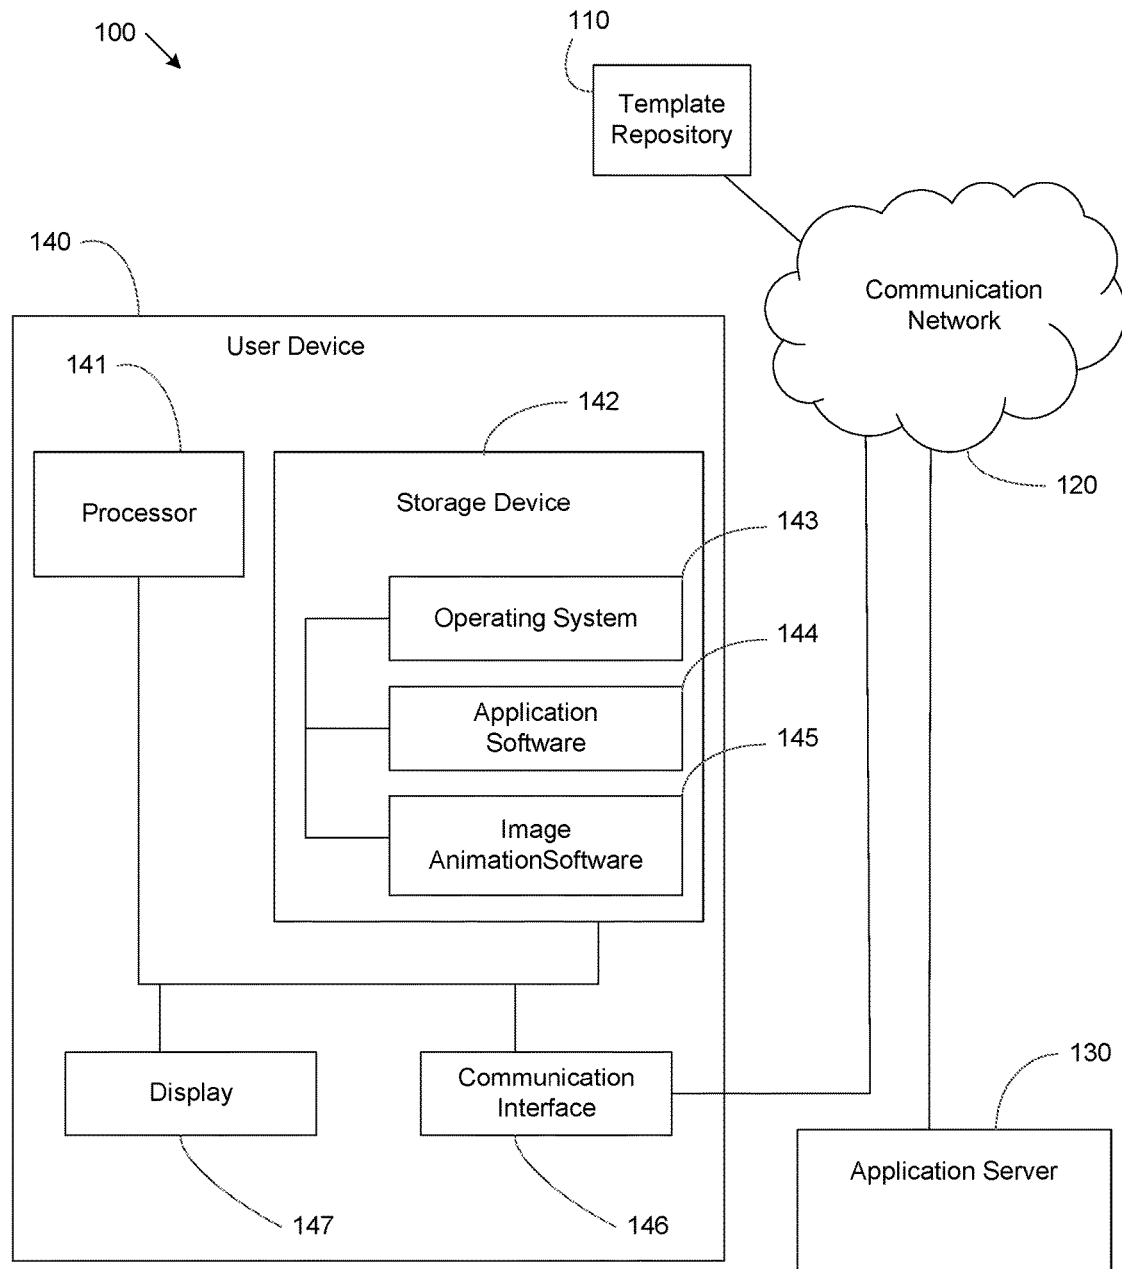 100
110
Template
Repository
140
Communication
Network
User Device
141
142
120
Processor
Storage Device
143
Operating System
144
Application
Software
145
Image
AnimationSoftware
130
Display
Communication
Interface
Application Server
147
146